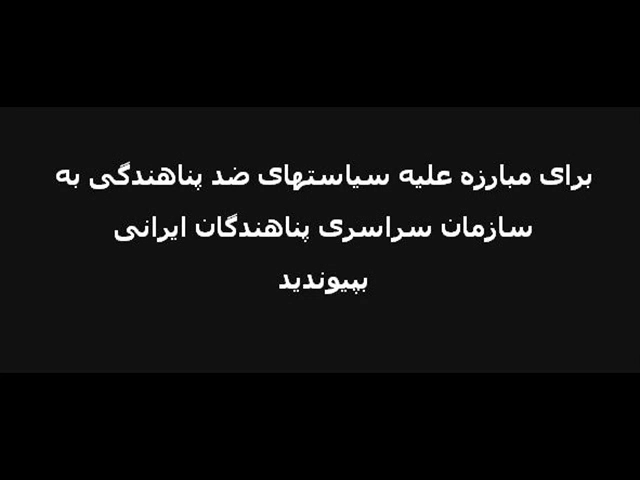 برای مبارزه علیه سیاستهای ضد پناهندگی به
سازمان سراسری پناهندگان ایرانی
بپیوندید